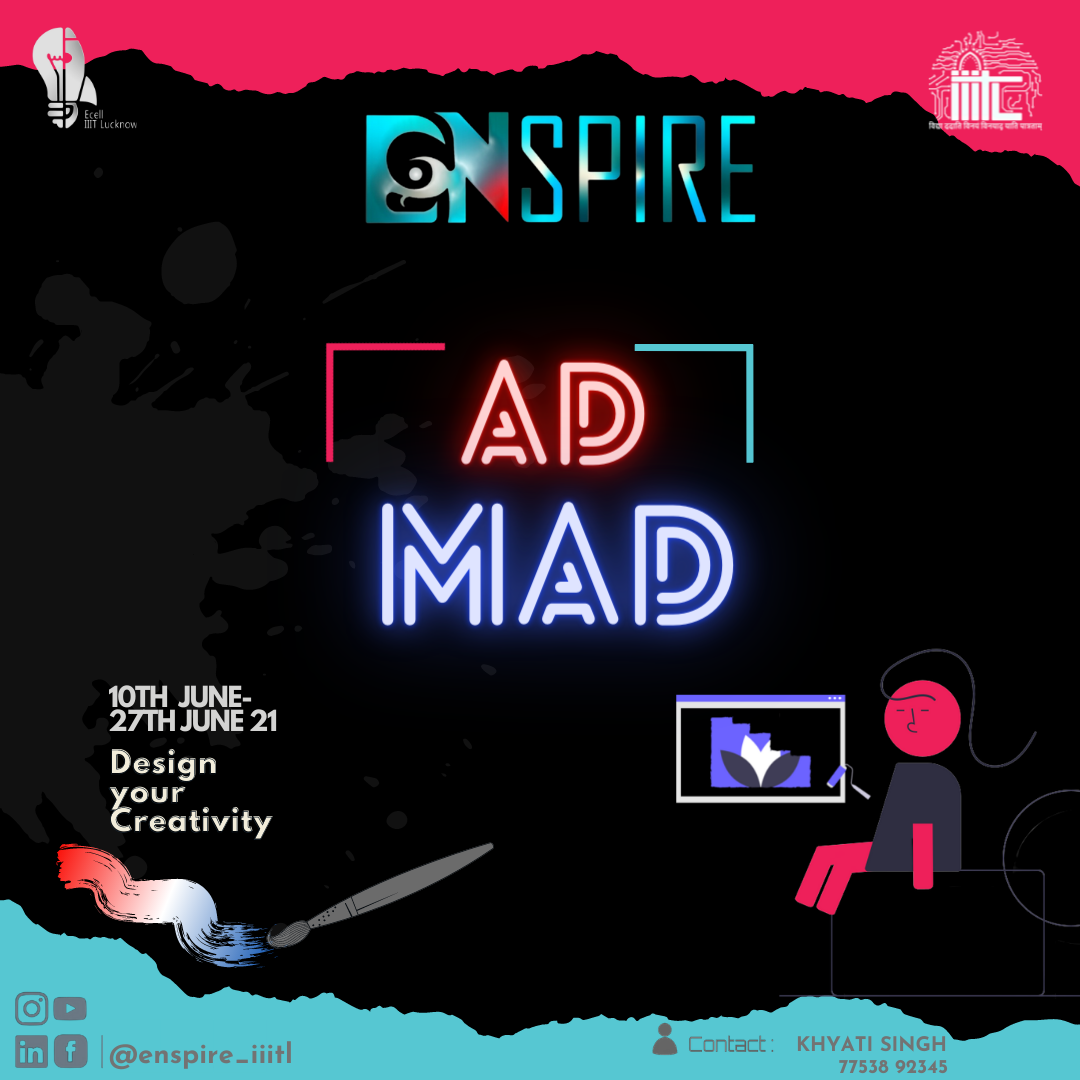 Ecell
IIIT Lucknow
iiitL
ENSPIRE
AD
MAD
10TH JUNE-
27TH JUNE 21
Design
your
Creativity
@enspire_iiitl
Contact :
KHYATI SINGH
77538 92345